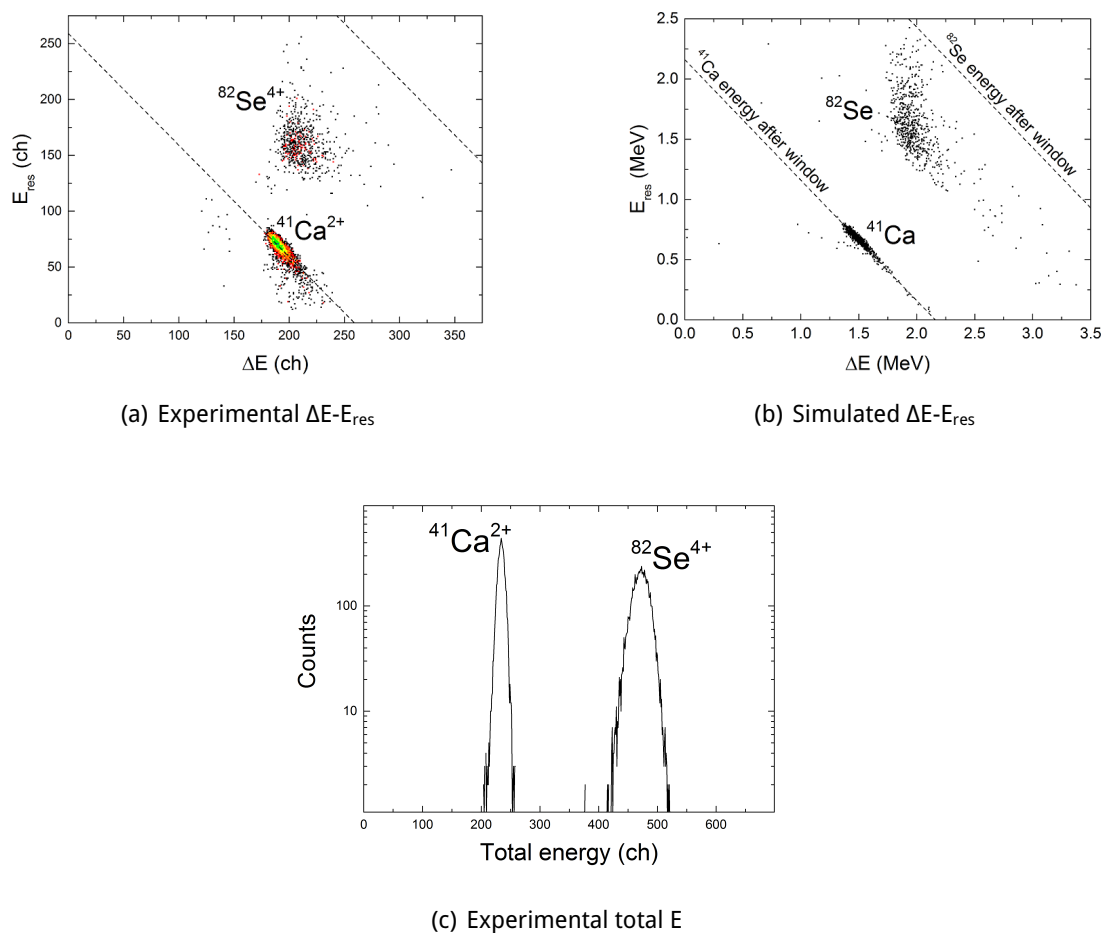 250
200
150
100
50
0
E_res (ch)
⁸²Se⁴⁺
⁴¹Ca²⁺
0 50 100 150 200 250 300 350
ΔE (ch)
(a) Experimental ΔE-E_res
2.5
2.0
1.5
1.0
0.5
0.0
E_res (MeV)
⁴¹Ca energy after window
⁸²Se energy after window
⁸²Se
⁴¹Ca
0.0 0.5 1.0 1.5 2.0 2.5 3.0 3.5
ΔE (MeV)
(b) Simulated ΔE-E_res
100
10
Counts
⁴¹Ca²⁺
⁸²Se⁴⁺
0 100 200 300 400 500 600
Total energy (ch)
(c) Experimental total E